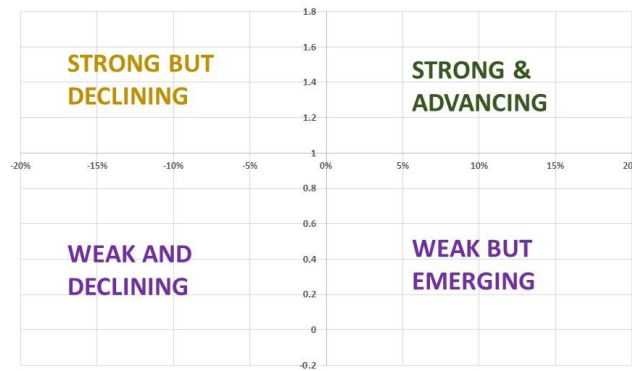 1.8
1.6
STRONG BUT
DECLINING
STRONG &
ADVANCING
1.4
1.2
1
-20% -15% -10% -5% 0% 5% 10% 15% 20
0.8
0.6
WEAK AND
DECLINING
WEAK BUT
EMERGING
0.4
0.2
0
-0.2